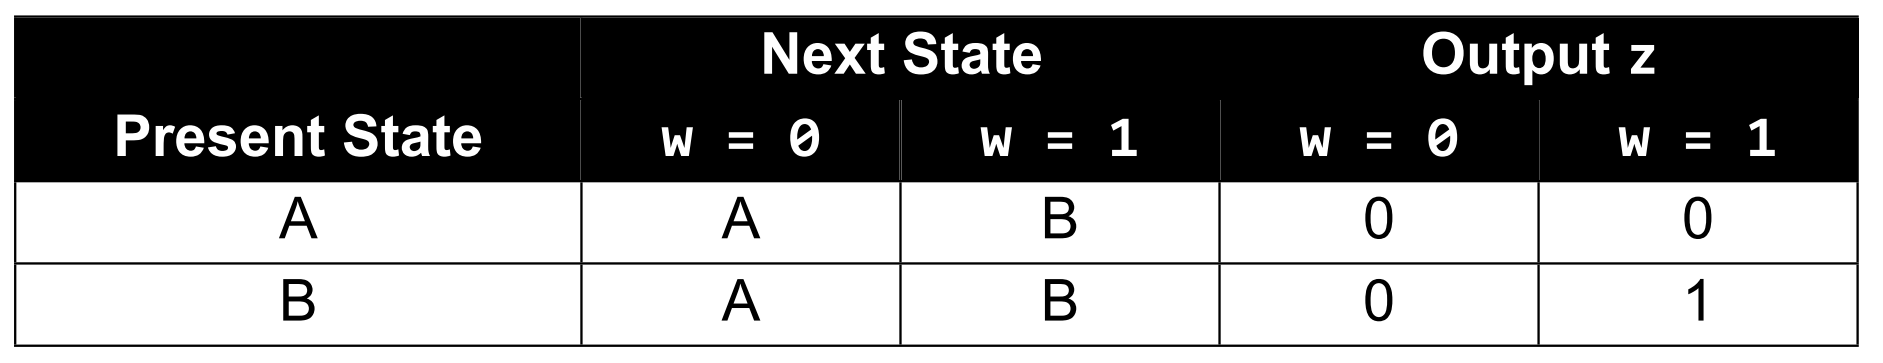 Next State Output z
Present State w = 0 w = 1 w = 0 w = 1
A A B 0 0
B A B 0 1